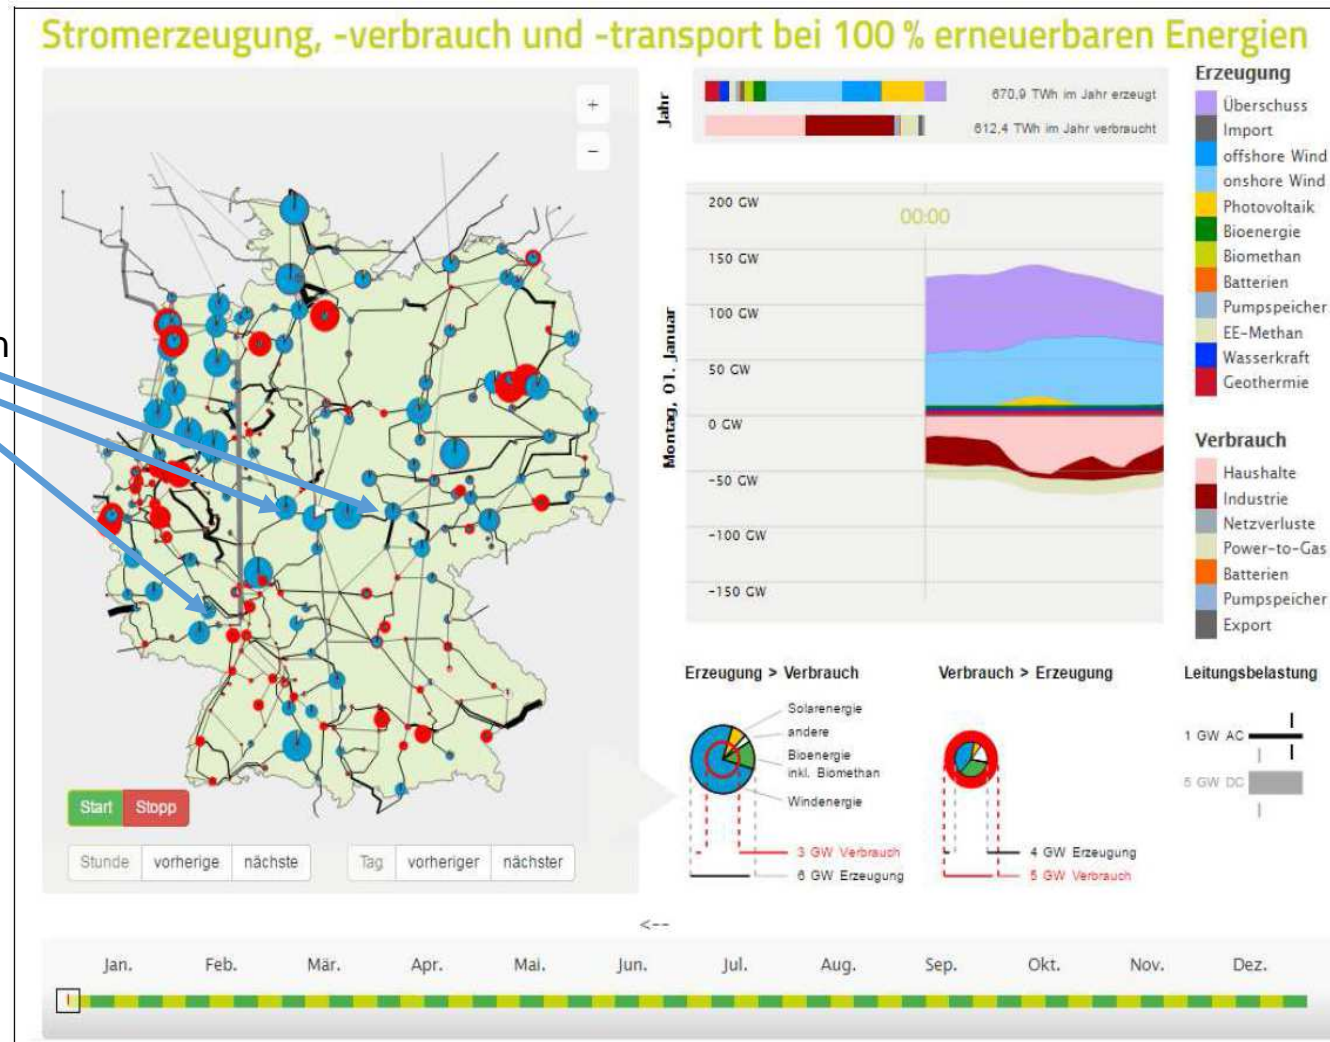 Stromerzeugung, -verbrauch und -transport bei 100 % erneuerbaren Energien
+
−
n
Start Stopp
Stunde vorherige nächste
Tag vorheriger nächster
Jahr
670,9 TWh im Jahr erzeugt
612,4 TWh im Jahr verbraucht
Montag, 01. Januar
00:00
200 GW
150 GW
100 GW
50 GW
0 GW
-50 GW
-100 GW
-150 GW
Erzeugung
Überschuss
Import
offshore Wind
onshore Wind
Photovoltaik
Bioenergie
Biomethan
Batterien
Pumpspeicher
EE-Methan
Wasserkraft
Geothermie
Verbrauch
Haushalte
Industrie
Netzverluste
Power-to-Gas
Batterien
Pumpspeicher
Export
Erzeugung > Verbrauch
Solarenergie
andere
Bioenergie
inkl. Biomethan
Windenergie
3 GW Verbrauch
6 GW Erzeugung
Verbrauch > Erzeugung
4 GW Erzeugung
5 GW Verbrauch
Leitungsbelastung
1 GW AC
5 GW DC
<--
Jan. Feb. Mär. Apr. Mai. Jun. Jul. Aug. Sep. Okt. Nov. Dez.